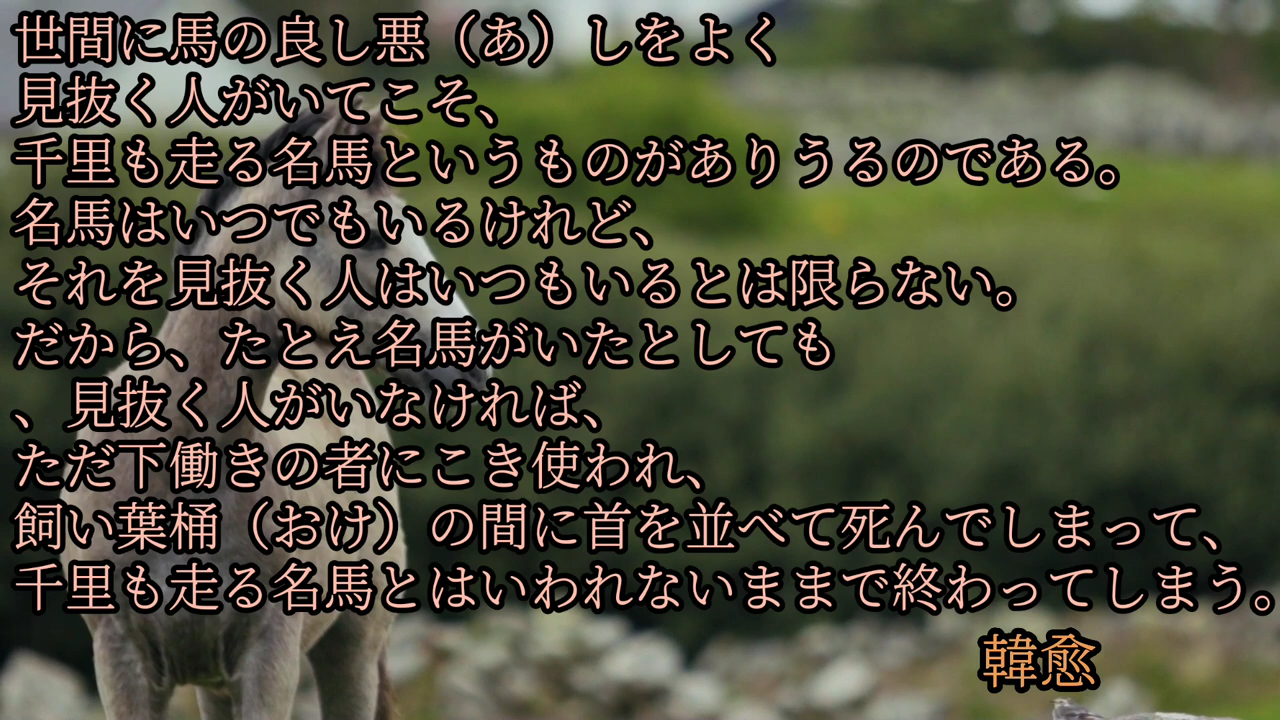 世間に馬の良し悪（あ）しをよく
見抜く人がいてこそ、
千里も走る名馬というものがありうるのである。
名馬はいつでもいるけれど、
それを見抜く人はいつもいるとは限らない。
だから、たとえ名馬がいたとしても
、見抜く人がいなければ、
ただ下働きの者にこき使われ、
飼い葉桶（おけ）の間に首を並べて死んでしまって、
千里も走る名馬とはいわれないままで終わってしまう。
韓愈